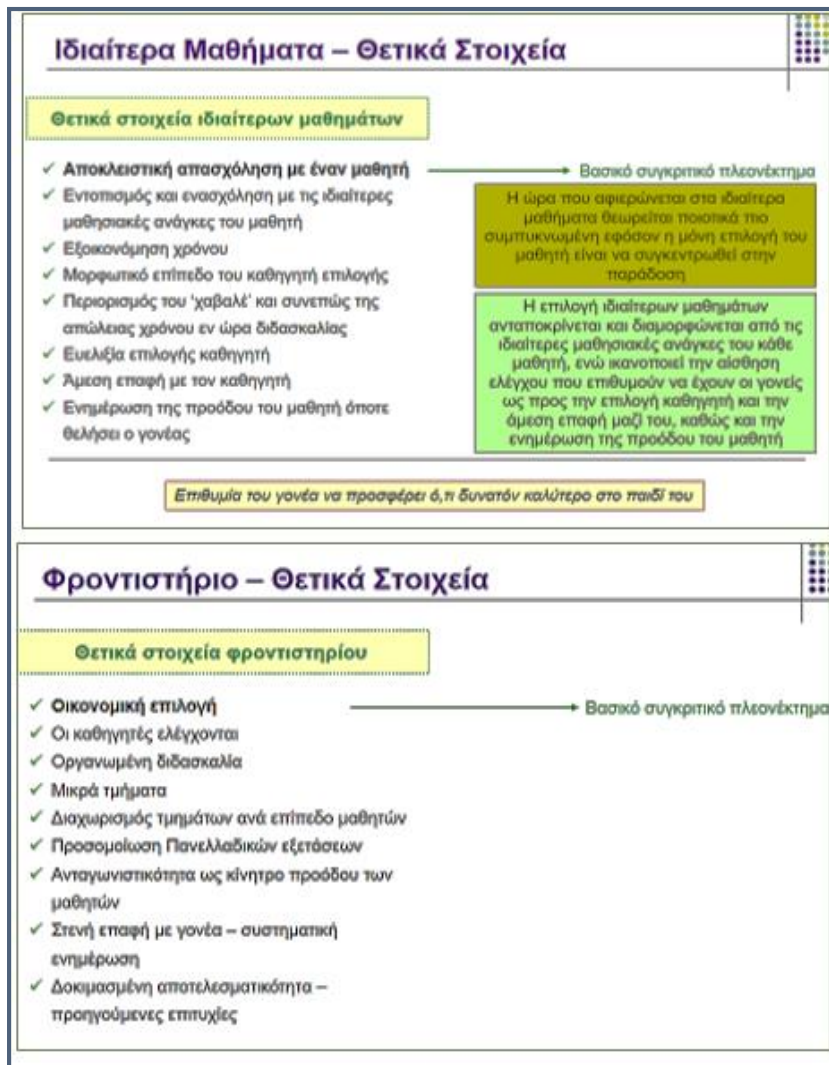 Ιδιαίτερα Μαθήματα – Θετικά Στοιχεία
Θετικά στοιχεία ιδιαίτερων μαθημάτων
✓ Αποκλειστική απασχόληση με έναν μαθητή
Βασικό συγκριτικό πλεονέκτημα
✓ Εντοπισμός και ενασχόληση με τις ιδιαίτερες
μαθησιακές ανάγκες του μαθητή
✓ Εξοικονόμηση χρόνου
✓ Μορφωτικό επίπεδο του καθηγητή επιλογής
✓ Περιορισμός του ‘χαβαλέ’ και συνεπώς της
απώλειας χρόνου εν ώρα διδασκαλίας
✓ Ευελιξία επιλογής καθηγητή
✓ Άμεση επαφή με τον καθηγητή
✓ Ενημέρωση της προόδου του μαθητή όποτε
θελήσει ο γονέας
Η ώρα που αφιερώνεται στα ιδιαίτερα
μαθήματα θεωρείται ποιοτικά πιο
συμπυκνωμένη εφόσον η μόνη επιλογή του
μαθητή είναι να συγκεντρωθεί στην
παράδοση
Η επιλογή ιδιαίτερων μαθημάτων
ανταποκρίνεται και διαμορφώνεται από τις
ιδιαίτερες μαθησιακές ανάγκες του κάθε
μαθητή, ενώ ικανοποιεί την αίσθηση
ελέγχου που επιθυμούν να έχουν οι γονείς
ως προς την επιλογή καθηγητή και την
άμεση επαφή μαζί του, καθώς και την
ενημέρωση της προόδου του μαθητή
Επιθυμία του γονέα να προσφέρει ό,τι δυνατόν καλύτερο στο παιδί του
Φροντιστήριο – Θετικά Στοιχεία
Θετικά στοιχεία φροντιστηρίου
✓ Οικονομική επιλογή
Βασικό συγκριτικό πλεονέκτημα
✓ Οι καθηγητές ελέγχονται
✓ Οργανωμένη διδασκαλία
✓ Μικρά τμήματα
✓ Διαχωρισμός τμημάτων ανά επίπεδο μαθητών
✓ Προσομοίωση Πανελλαδικών εξετάσεων
✓ Ανταγωνιστικότητα ως κίνητρο προόδου των
μαθητών
✓ Στενή επαφή με γονέα – συστηματική
ενημέρωση
✓ Δοκιμασμένη αποτελεσματικότητα –
προηγούμενες επιτυχίες